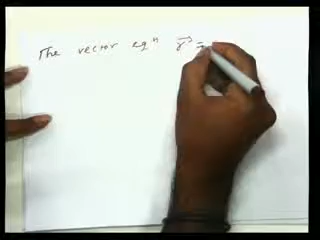 The vector eqⁿ r⃗ =